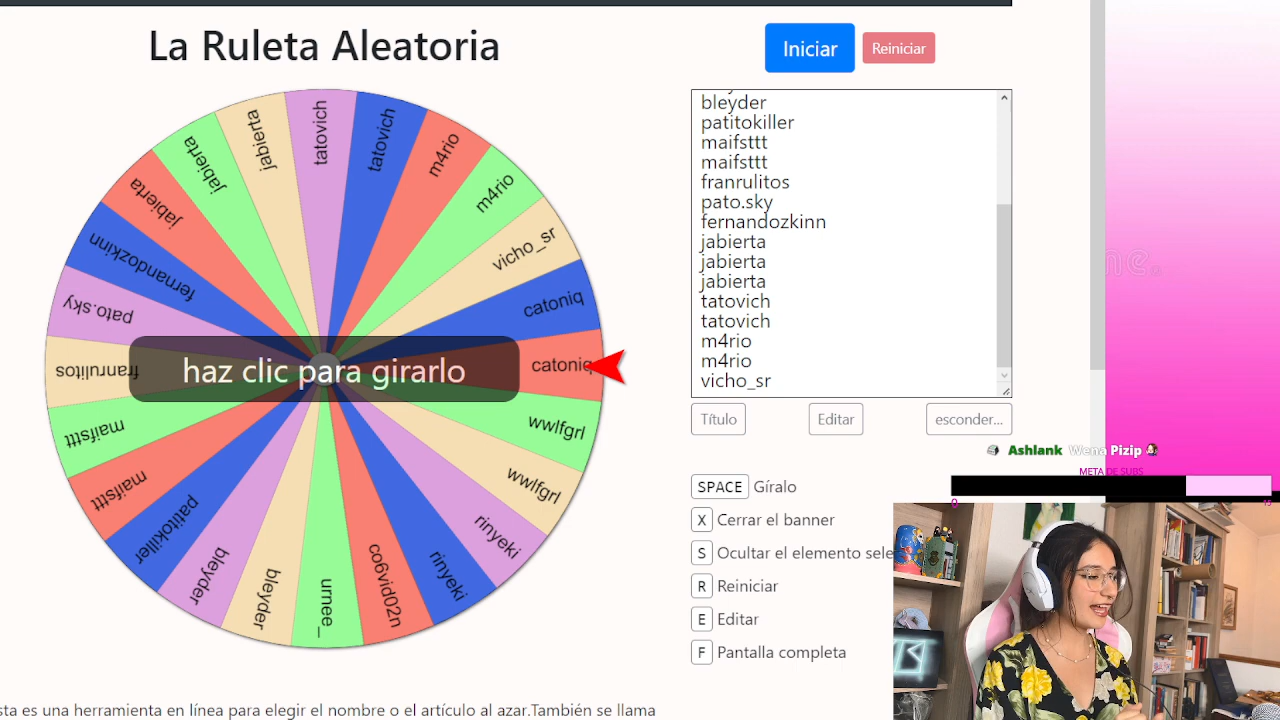 La Ruleta Aleatoria
Iniciar
Reiniciar
bleyder
patitokiller
maifsttt
maifsttt
franrulitos
pato.sky
fernandozkinn
jabierta
jabierta
jabierta
tatovich
tatovich
m4rio
m4rio
vicho_sr
Título
Editar
esconder...
tatovich
tatovich
m4rio
m4rio
vicho_sr
catoniq
catoniq
wwlfgrl
wwlfgrl
rinyeki
rinyeki
co6vid02n
urnee_
bleyder
bleyder
patitokiller
maifsttt
maifsttt
franrulitos
pato.sky
fernandozkinn
jabierta
jabierta
jabierta
haz clic para girarlo
SPACE Gíralo
X Cerrar el banner
S Ocultar el elemento sele
R Reiniciar
E Editar
F Pantalla completa
Ashlank Wena Pizip
META DE SUBS
0
sta es una herramienta en línea para elegir el nombre o el artículo al azar.También se llama